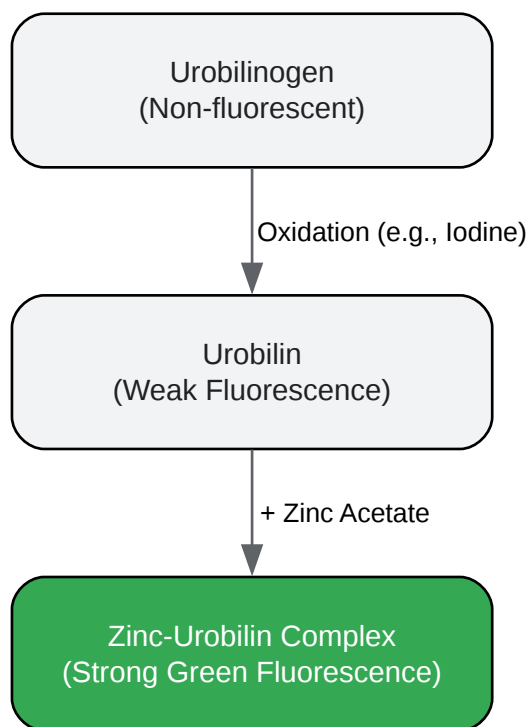 Urobilinogen
(Non-fluorescent)
Oxidation (e.g., Iodine)
Urobilin
(Weak Fluorescence)
+ Zinc Acetate
Zinc-Urobilin Complex
(Strong Green Fluorescence)